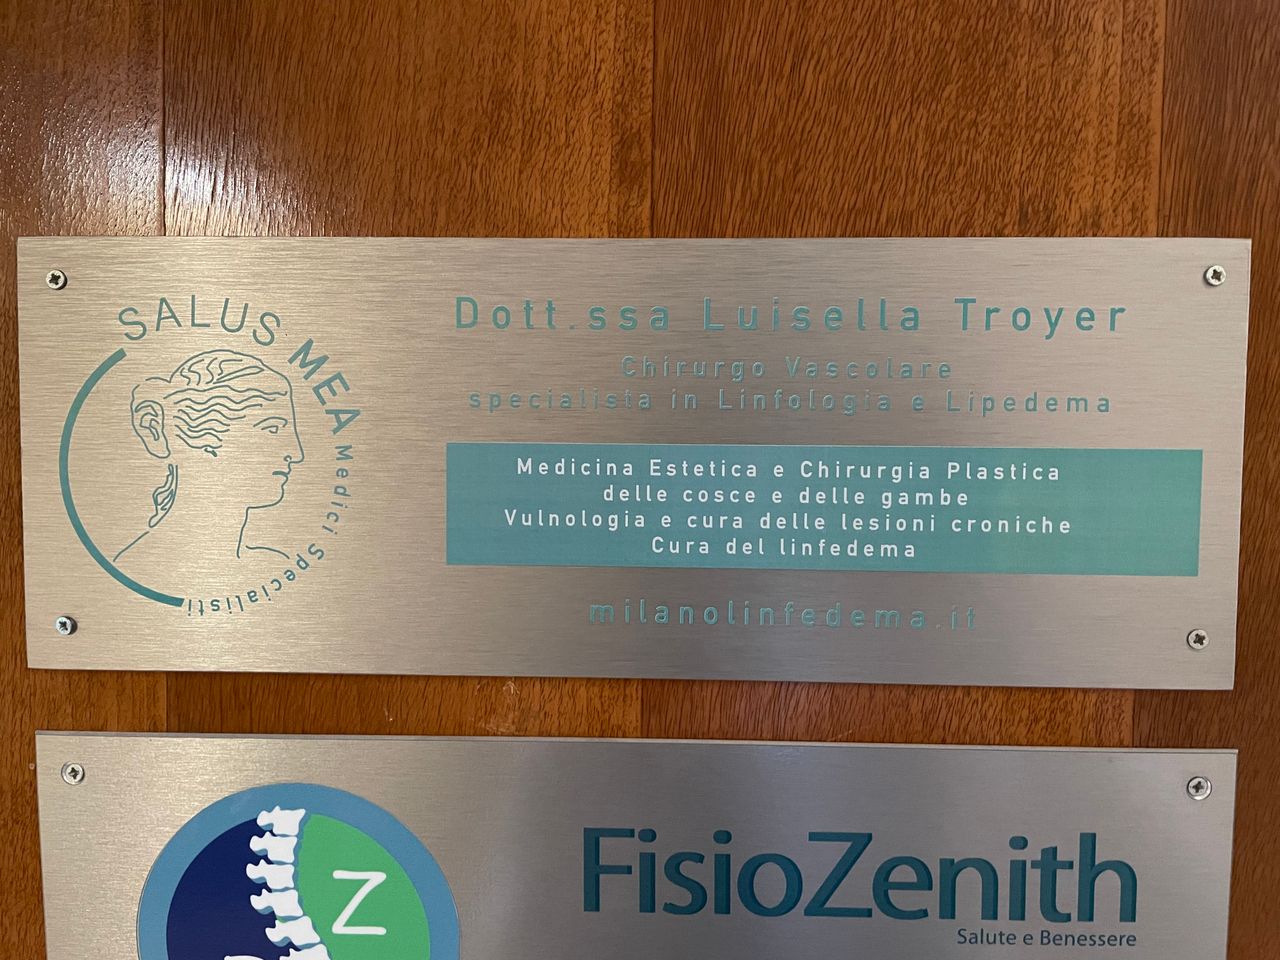 SALUS MEA Medici Specialisti
Dott.ssa Luisella Troyer
Chirurgo Vascolare
specialista in Linfologia e Lipedema
Medicina Estetica e Chirurgia Plastica
delle cosce e delle gambe
Vulnologia e cura delle lesioni croniche
Cura del linfedema
milanolinfedema.it
Z
FisioZenith
Salute e Benessere